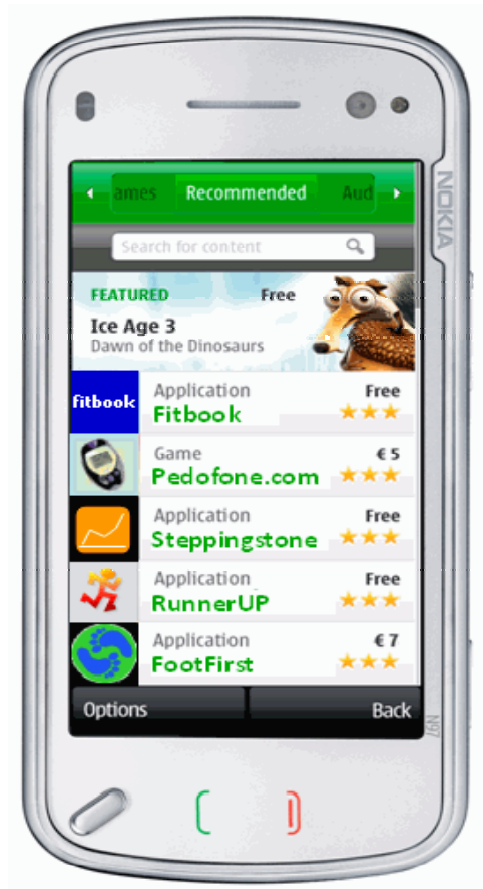 ames Recommended Aud
Search for content
NOKIA
FEATURED Free
Ice Age 3
Dawn of the Dinosaurs
fitbook
Application Free
Fitbook
Game € 5
Pedofone.com
Application Free
Steppingstone
Application Free
RunnerUP
Application € 7
FootFirst
Options Back
N97